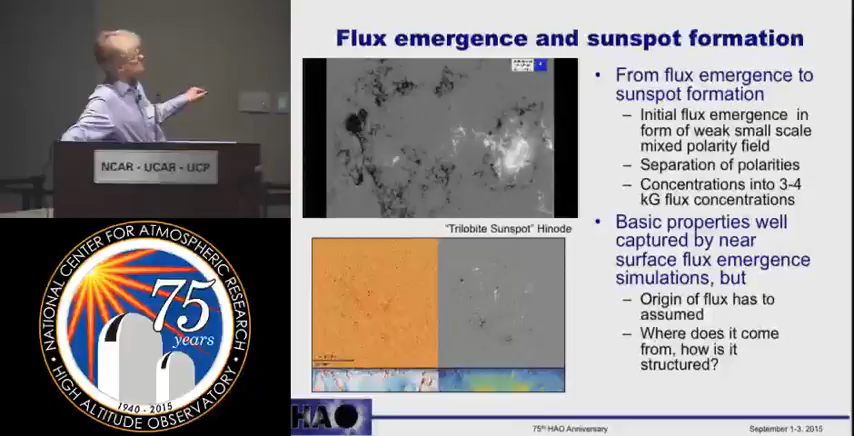 Flux emergence and sunspot formation
NCAR - UCAR - UCP
"Trilobite Sunspot" Hinode
• From flux emergence to
sunspot formation
– Initial flux emergence in
form of weak small scale
mixed polarity field
– Separation of polarities
– Concentrations into 3-4
kG flux concentrations
• Basic properties well
captured by near
surface flux emergence
simulations, but
– Origin of flux has to
assumed
– Where does it come
from, how is it
structured?
NATIONAL CENTER FOR ATMOSPHERIC RESEARCH
75
years
1940 - 2015
HIGH ALTITUDE OBSERVATORY
HAO
75th HAO Anniversary
September 1-3. 2015